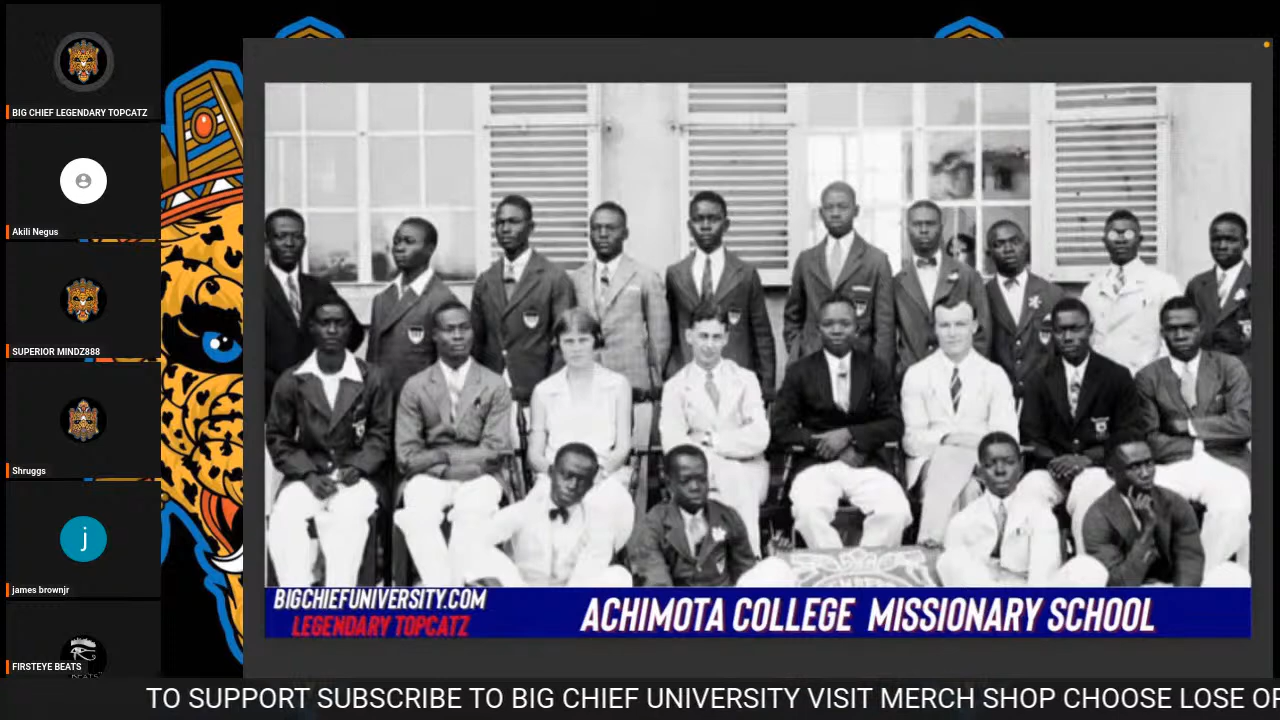 BIG CHIEF LEGENDARY TOPCATZ
Akili Negus
SUPERIOR MINDZ888
Shruggs
j
james brownjr
FIRSTEYE BEATS
BIGCHIEFUNIVERSITY.COM
LEGENDARY TOPCATZ
ACHIMOTA COLLEGE MISSIONARY SCHOOL
TO SUPPORT SUBSCRIBE TO BIG CHIEF UNIVERSITY VISIT MERCH SHOP CHOOSE LOSE